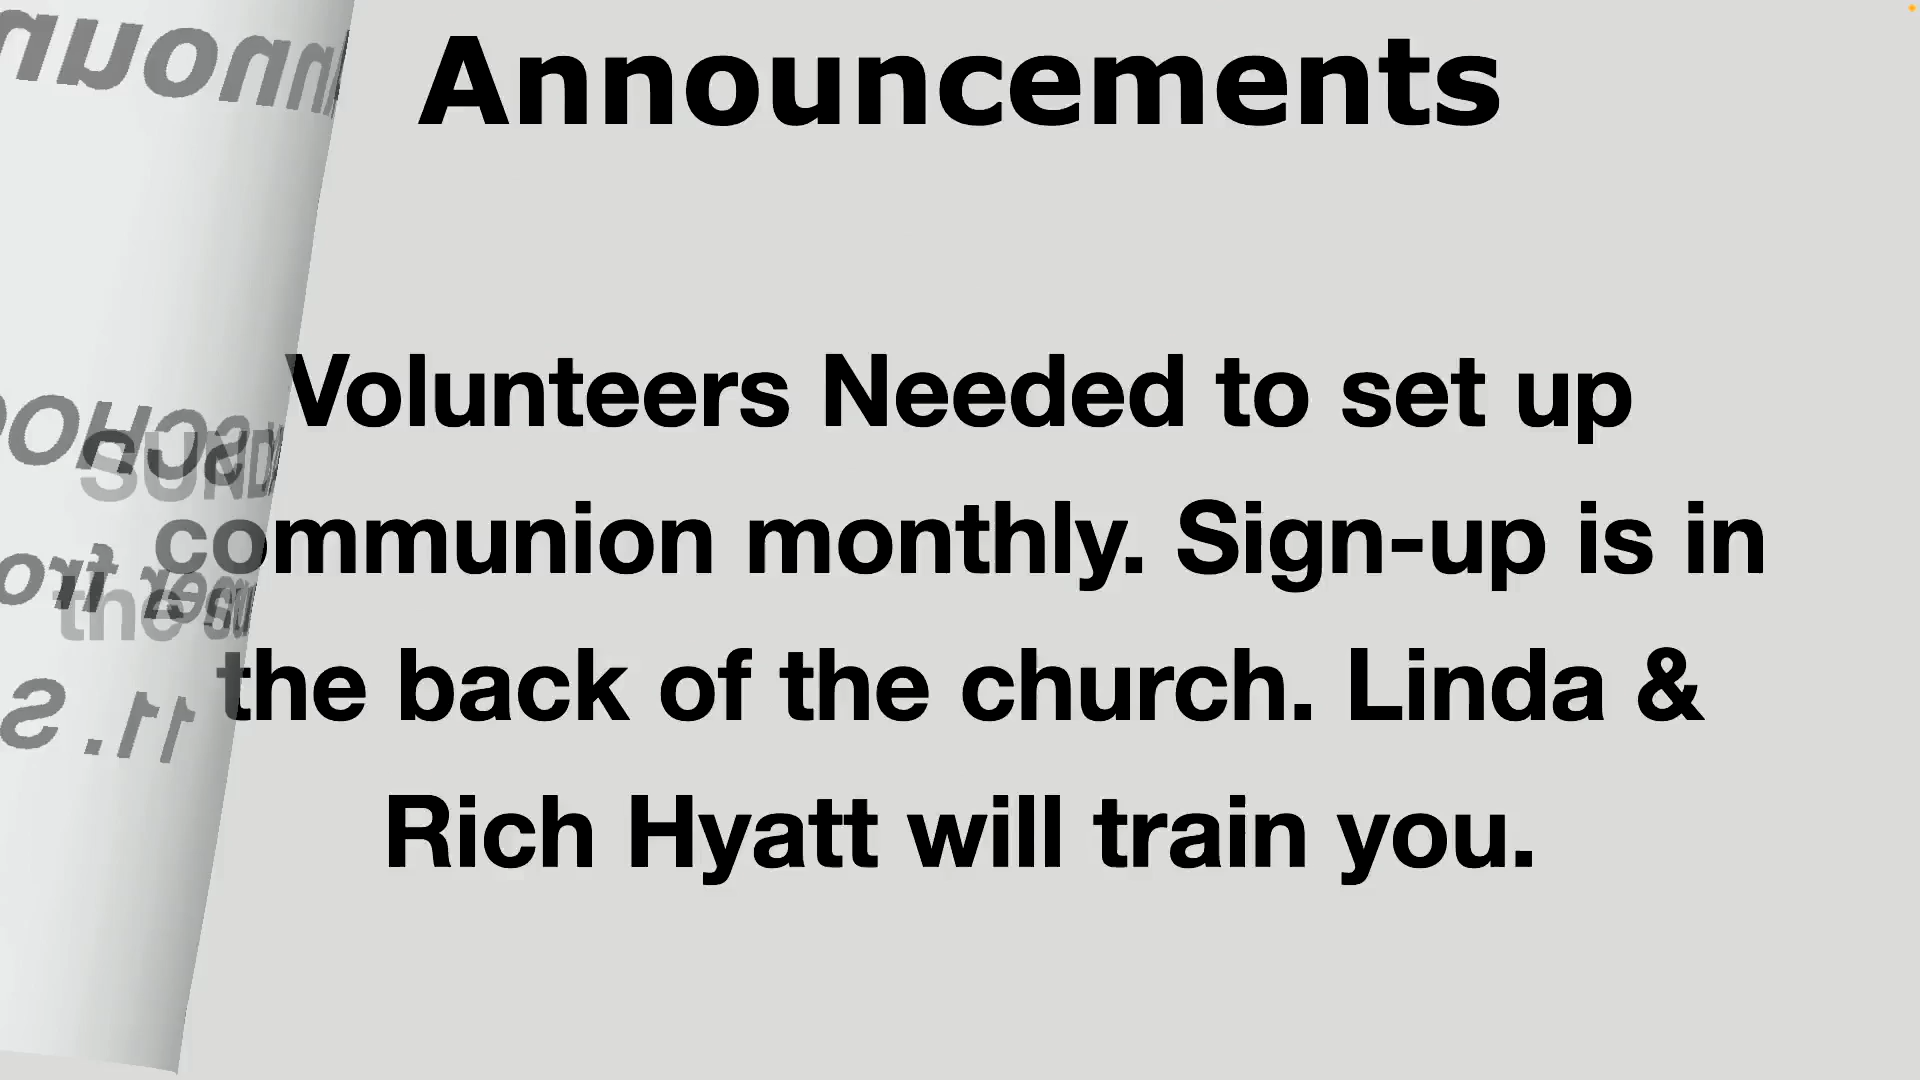 Announcements
Volunteers Needed to set up
communion monthly. Sign-up is in
the back of the church. Linda &
Rich Hyatt will train you.